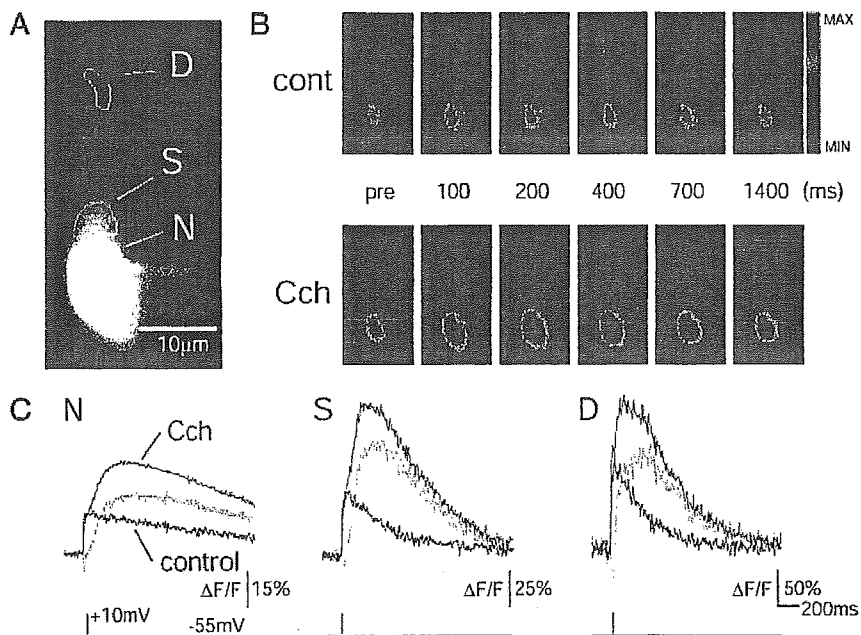 A
D
S
N
10μm
B
cont
MAX
MIN
pre 100 200 400 700 1400 (ms)
Cch
C N
Cch
control
ΔF/F 15%
+10mV -55mV
S
ΔF/F 25%
D
ΔF/F 50%
200ms